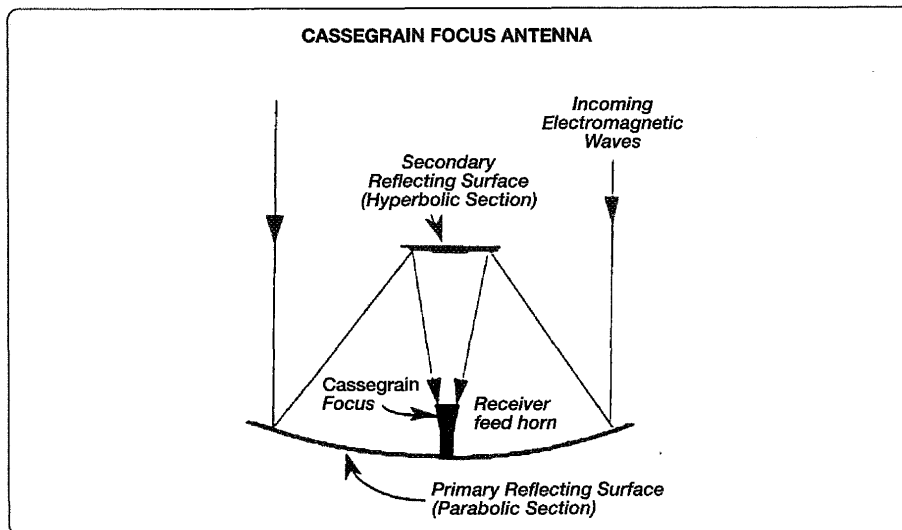 CASSEGRAIN FOCUS ANTENNA
Incoming
Electromagnetic
Waves
Secondary
Reflecting Surface
(Hyperbolic Section)
Cassegrain
Focus
Receiver
feed horn
Primary Reflecting Surface
(Parabolic Section)